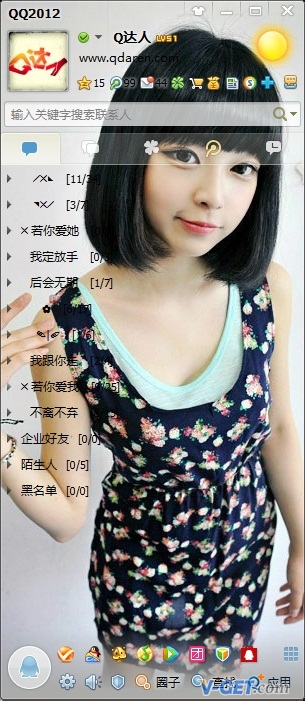 QQ2012
Q达人 LV51
www.qdaren.com
15 99 44
输入关键字搜索联系人
[11/34]
[3/7]
×若你爱她
我定放手
后会无期 [1/7]
我跟你走
×若你爱我
不离不弃
企业好友 [0/0]
陌生人 [0/5]
黑名单 [0/0]
圈子 查找 应用
V-GET.com